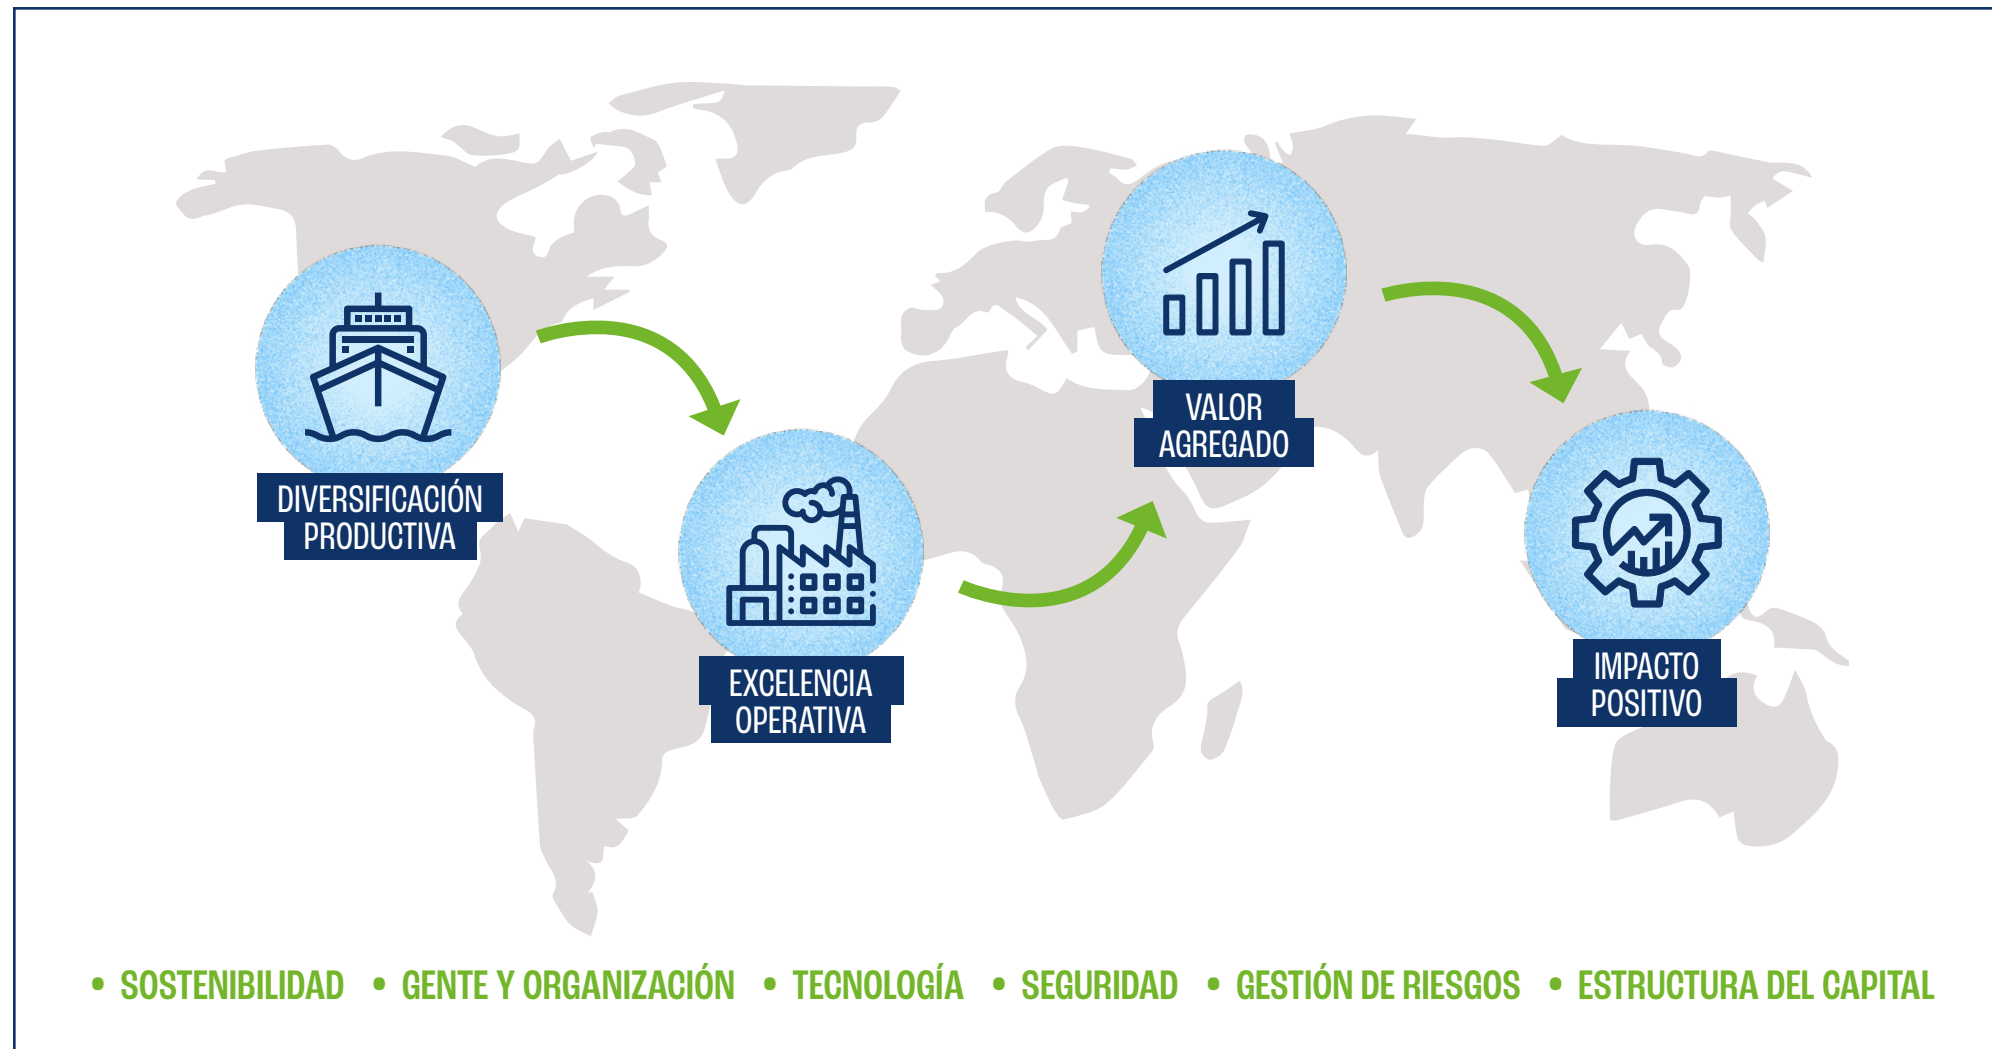 DIVERSIFICACIÓN
PRODUCTIVA
EXCELENCIA
OPERATIVA
VALOR
AGREGADO
IMPACTO
POSITIVO
• SOSTENIBILIDAD • GENTE Y ORGANIZACIÓN • TECNOLOGÍA • SEGURIDAD • GESTIÓN DE RIESGOS • ESTRUCTURA DEL CAPITAL